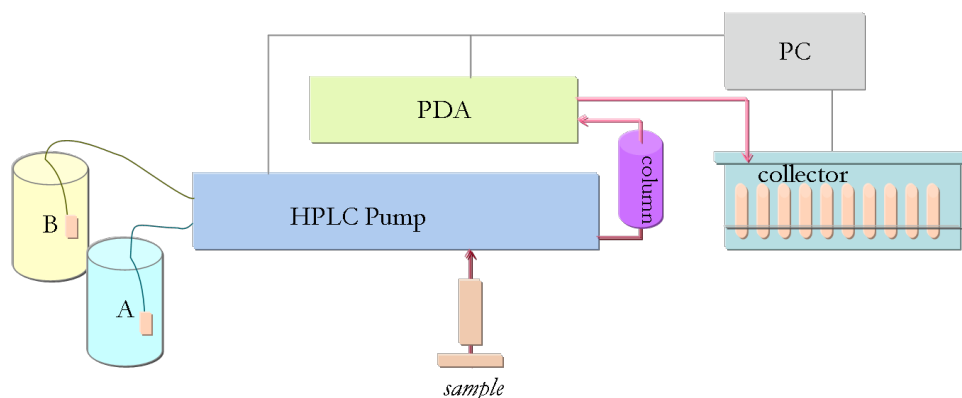 PC
PDA
column
collector
B
HPLC Pump
A
sample